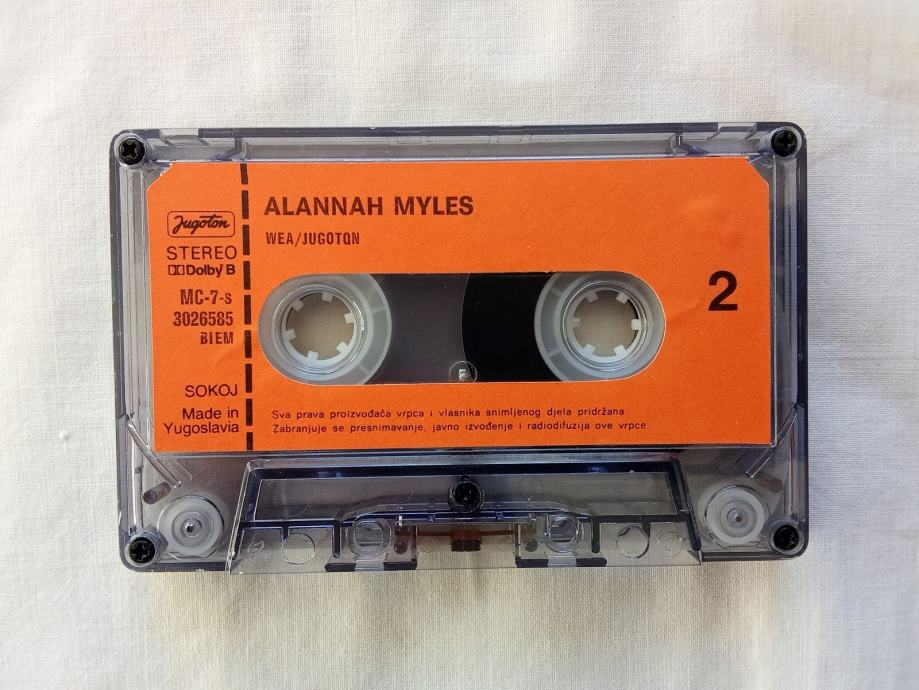 Jugoton
STEREO
Dolby B
MC-7-s
3026585
BIEM
SOKOJ
Made in
Yugoslavia
ALANNAH MYLES
WEA/JUGOTON
2
Sva prava proizvođača vrpca i vlasnika snimljenog djela pridržana.
Zabranjuje se presnimavanje, javno izvođenje i radiodifuzija ove vrpce